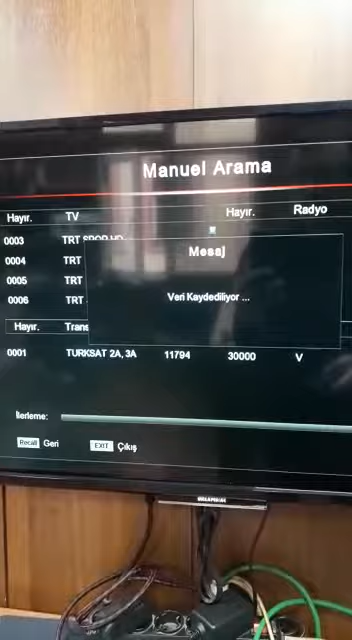 Manuel Arama
Hayır. TV Hayır. Radyo
0003 TRT SPOR HD
Mesaj
0004 TRT
0005 TRT
Veri Kaydediliyor ...
0006 TRT
Hayır. Trans
0001 TURKSAT 2A, 3A 11794 30000 V
İlerleme:
Recall Geri EXIT Çıkış